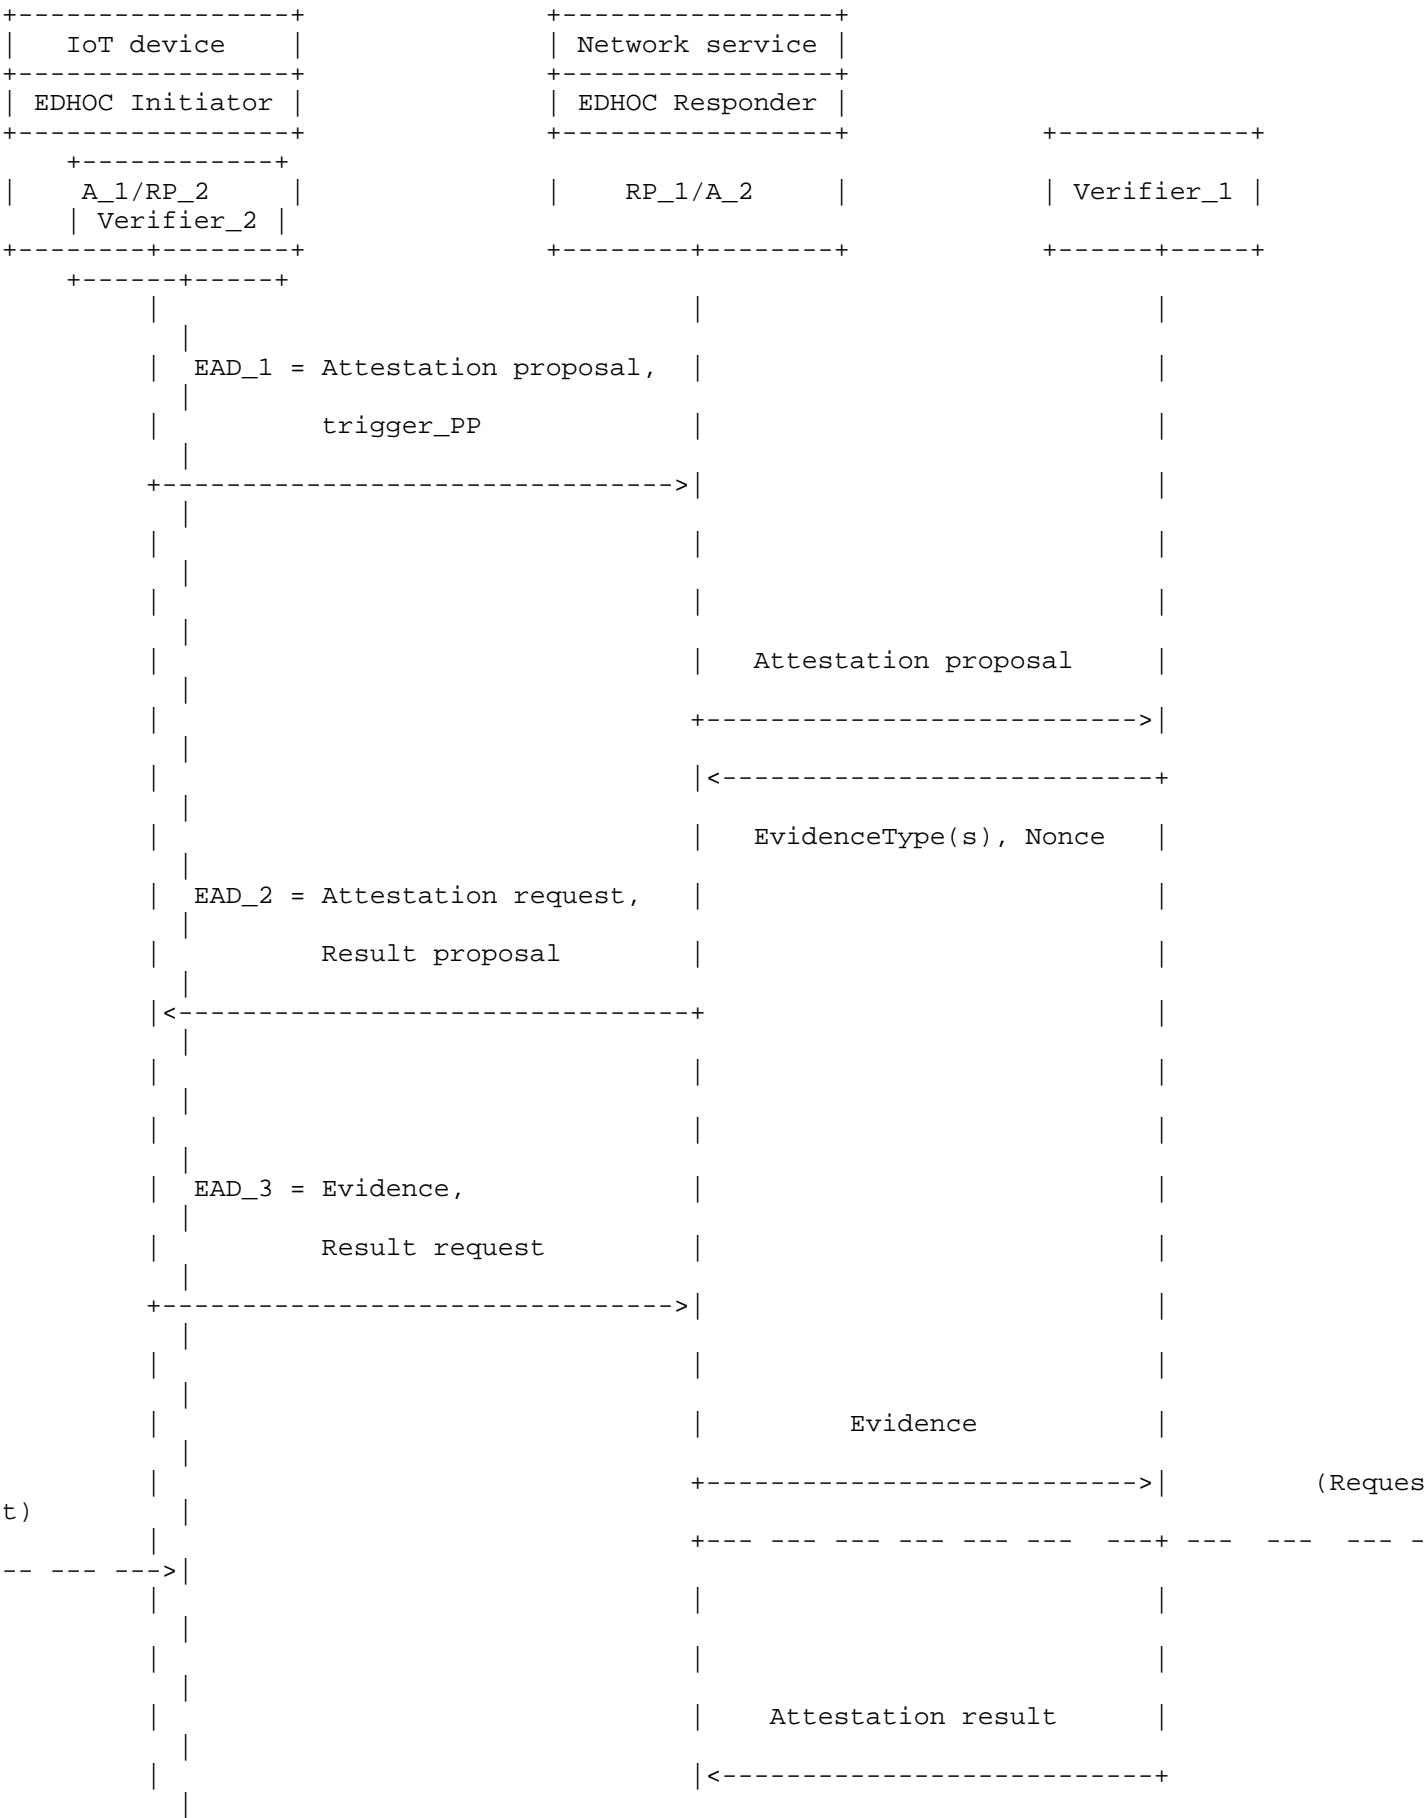 +-----------------+               +-----------------+
|   IoT device    |               | Network service |
+-----------------+               +-----------------+
| EDHOC Initiator |               | EDHOC Responder |
+-----------------+               +-----------------+            +------------+
    +------------+
|    A_1/RP_2     |               |    RP_1/A_2     |            | Verifier_1 |
    | Verifier_2 |
+--------+--------+               +--------+--------+            +------+-----+
    +------+-----+
         |                                 |                            |
           |
         |  EAD_1 = Attestation proposal,  |                            |
           |
         |          trigger_PP             |                            |
           |
         +-------------------------------->|                            |
           |
         |                                 |                            |
           |
         |                                 |                            |
           |
         |                                 |   Attestation proposal     |
           |
         |                                 +--------------------------->|
           |
         |                                 |<---------------------------+
           |
         |                                 |   EvidenceType(s), Nonce   |
           |
         |  EAD_2 = Attestation request,   |                            |
           |
         |          Result proposal        |                            |
           |
         |<--------------------------------+                            |
           |
         |                                 |                            |
           |
         |                                 |                            |
           |
         |  EAD_3 = Evidence,              |                            |
           |
         |          Result request         |                            |
           |
         +-------------------------------->|                            |
           |
         |                                 |                            |
           |
         |                                 |         Evidence           |
           |
         |                                 +--------------------------->|         (Reques
t)         |
         |                                 +--- --- --- --- --- ---  ---+ ---  ---  --- -
-- --- --->|
         |                                 |                            |
           |
         |                                 |                            |
           |
         |                                 |    Attestation result      |
           |
         |                                 |<---------------------------+
           |